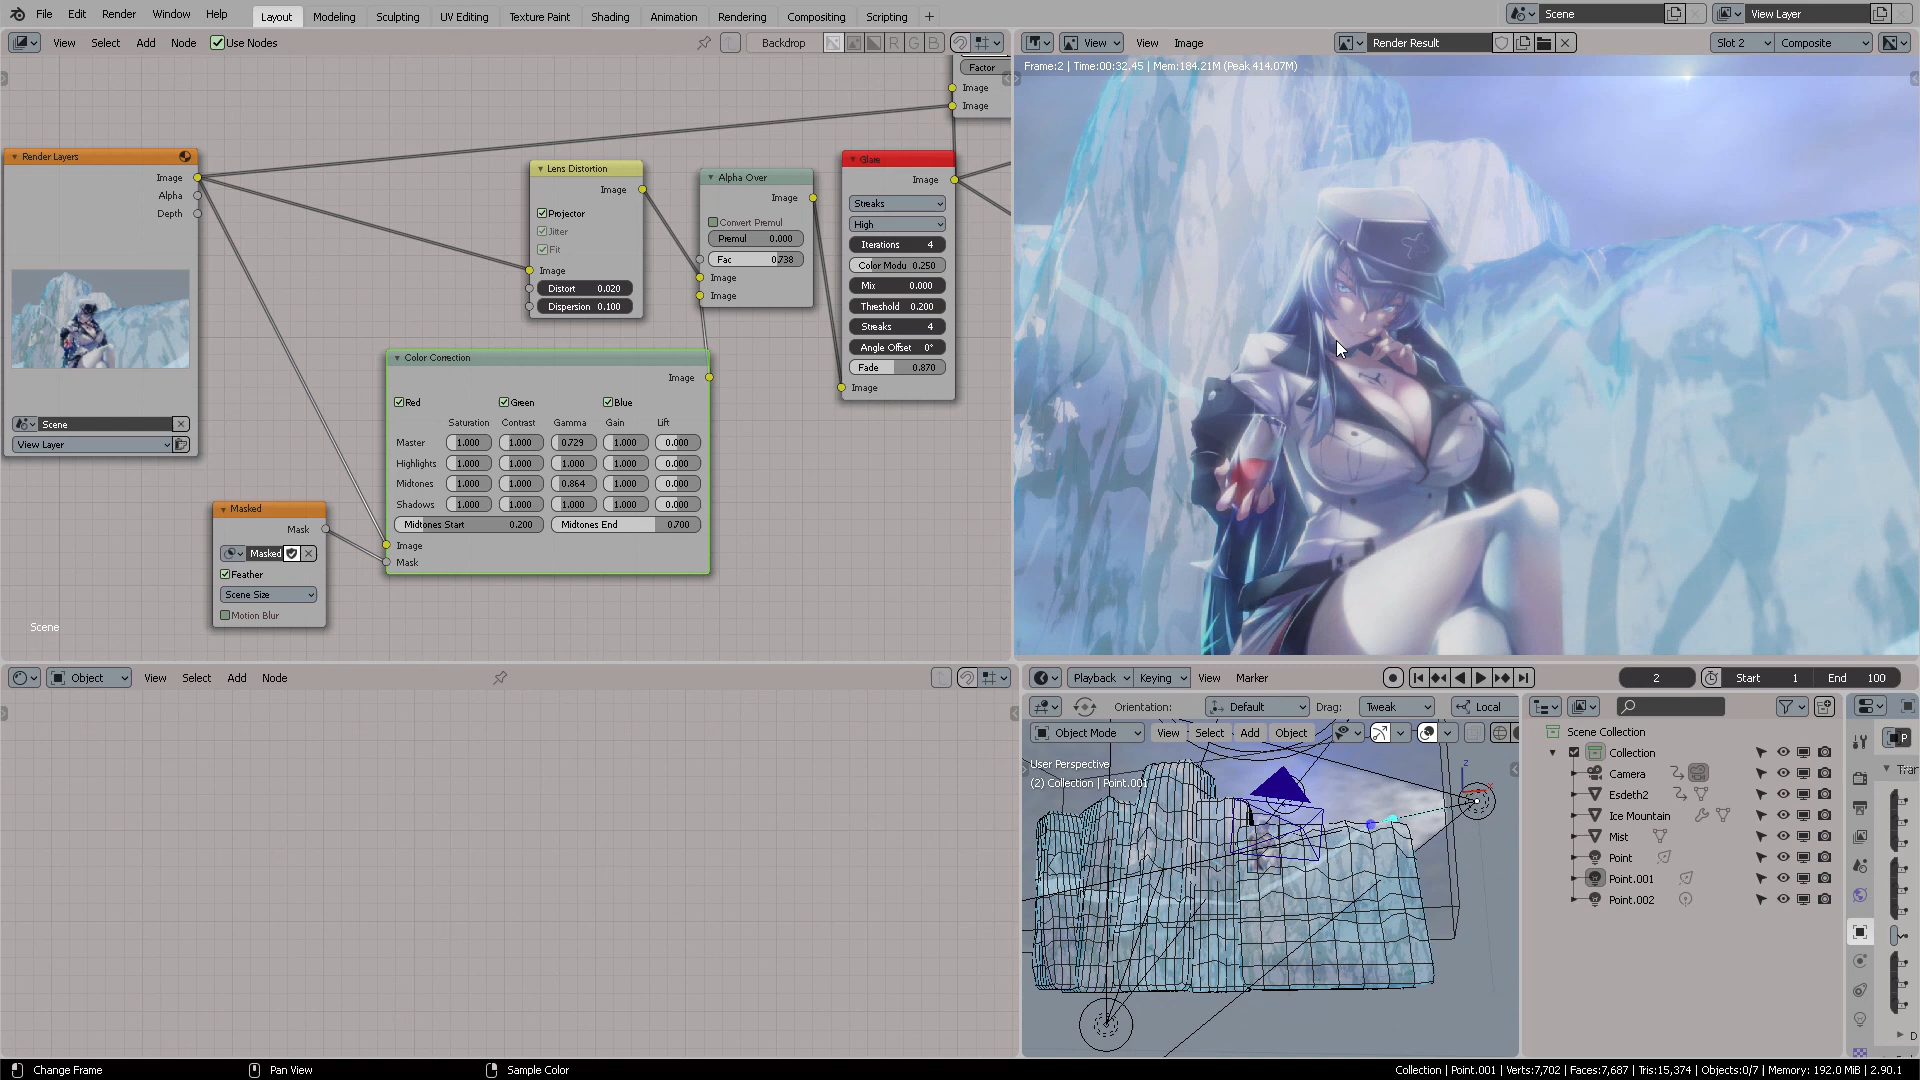 File Edit Render Window Help Layout Modeling Sculpting UV Editing Texture Paint Shading Animation Rendering Compositing Scripting + Scene View Layer
View Select Add Node Use Nodes Backdrop R G B View View Image Render Result Slot 2 Composite
Frame:2 | Time:00:32.45 | Mem:184.21M (Peak 414.07M)
Factor
Image
Image
Render Layers
Image
Alpha
Depth
Scene
View Layer
Lens Distortion
Image
Projector
Jitter
Fit
Image
Distort 0.020
Dispersion 0.100
Alpha Over
Image
Convert Premul
Premul 0.000
Fac 0.738
Image
Image
Glare
Image
Streaks
High
Iterations 4
Color Modu 0.250
Mix 0.000
Threshold 0.200
Streaks 4
Angle Offset 0°
Fade 0.870
Image
Color Correction
Image
Red Green Blue
Saturation Contrast Gamma Gain Lift
Master 1.000 1.000 0.729 1.000 0.000
Highlights 1.000 1.000 1.000 1.000 0.000
Midtones 1.000 1.000 0.864 1.000 0.000
Shadows 1.000 1.000 1.000 1.000 0.000
Midtones Start 0.200 Midtones End 0.700
Image
Mask
Masked
Mask
Masked
Feather
Scene Size
Motion Blur
Scene
Object View Select Add Node
Playback Keying View Marker 2 Start 1 End 100
Orientation: Default Drag: Tweak Local
Object Mode View Select Add Object
User Perspective
(2) Collection | Point.001
Z
Scene Collection
Collection
Camera
Esdeth2
Ice Mountain
Mist
Point
Point.001
Point.002
P
D
Change Frame Pan View Sample Color Collection | Point.001 | Verts:7,702 | Faces:7,687 | Tris:15,374 | Objects:0/7 | Memory: 192.0 MiB | 2.90.1